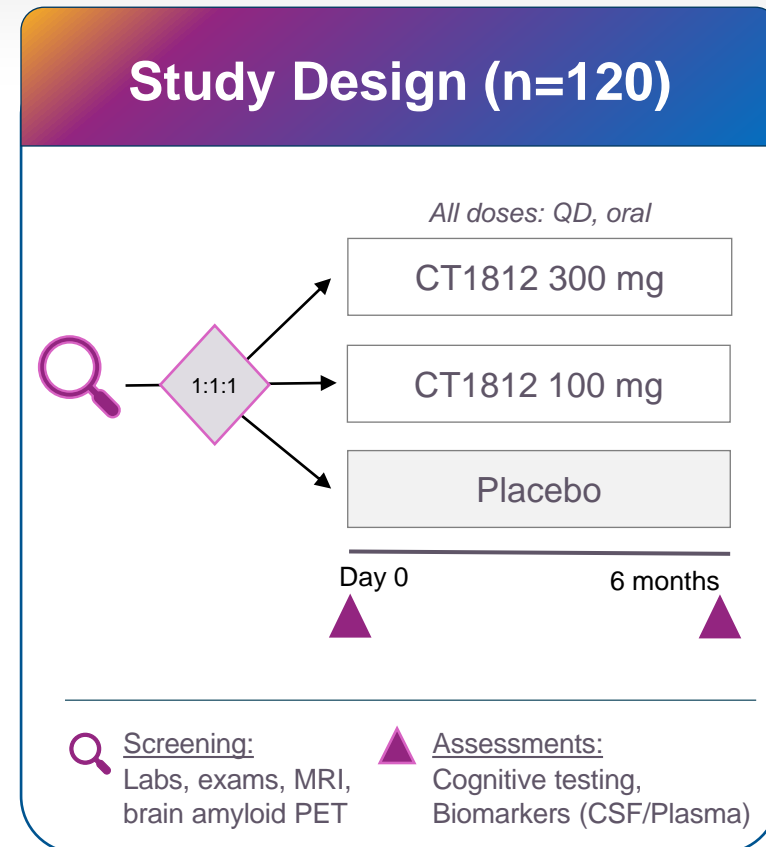 Study Design (n=120)
All doses: QD, oral
CT1812 300 mg
1:1:1
CT1812 100 mg
Placebo
Day 0
6 months
Screening:
Labs, exams, MRI,
brain amyloid PET
Assessments:
Cognitive testing,
Biomarkers (CSF/Plasma)